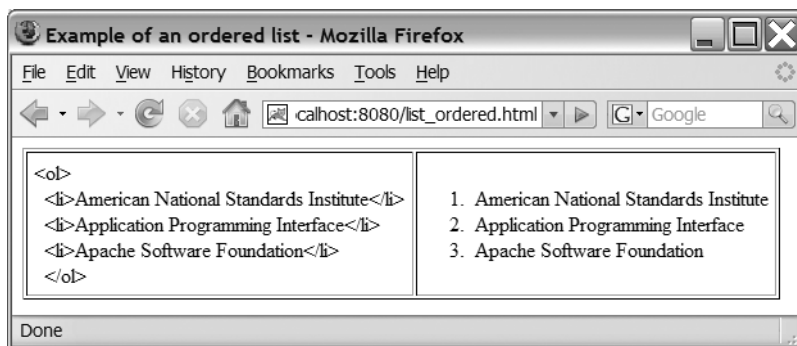 Example of an ordered list - Mozilla Firefox
File Edit View History Bookmarks Tools Help
calhost:8080/list_ordered.html G Google
<ol>
<li>American National Standards Institute</li>
<li>Application Programming Interface</li>
<li>Apache Software Foundation</li>
</ol>
1. American National Standards Institute
2. Application Programming Interface
3. Apache Software Foundation
Done